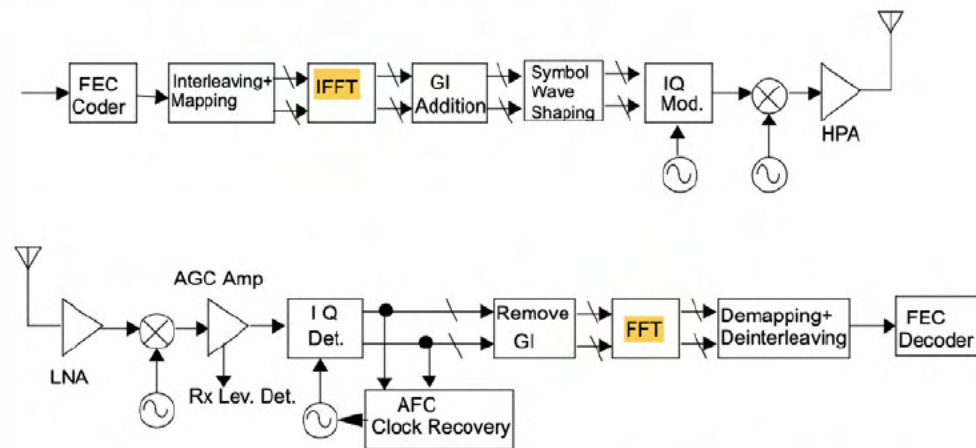 FEC
Coder
Interleaving+
Mapping
IFFT
GI
Addition
Symbol
Wave
Shaping
IQ
Mod.
HPA
AGC Amp
LNA
Rx Lev. Det.
I Q
Det.
AFC
Clock Recovery
Remove
GI
FFT
Demapping+
Deinterleaving
FEC
Decoder